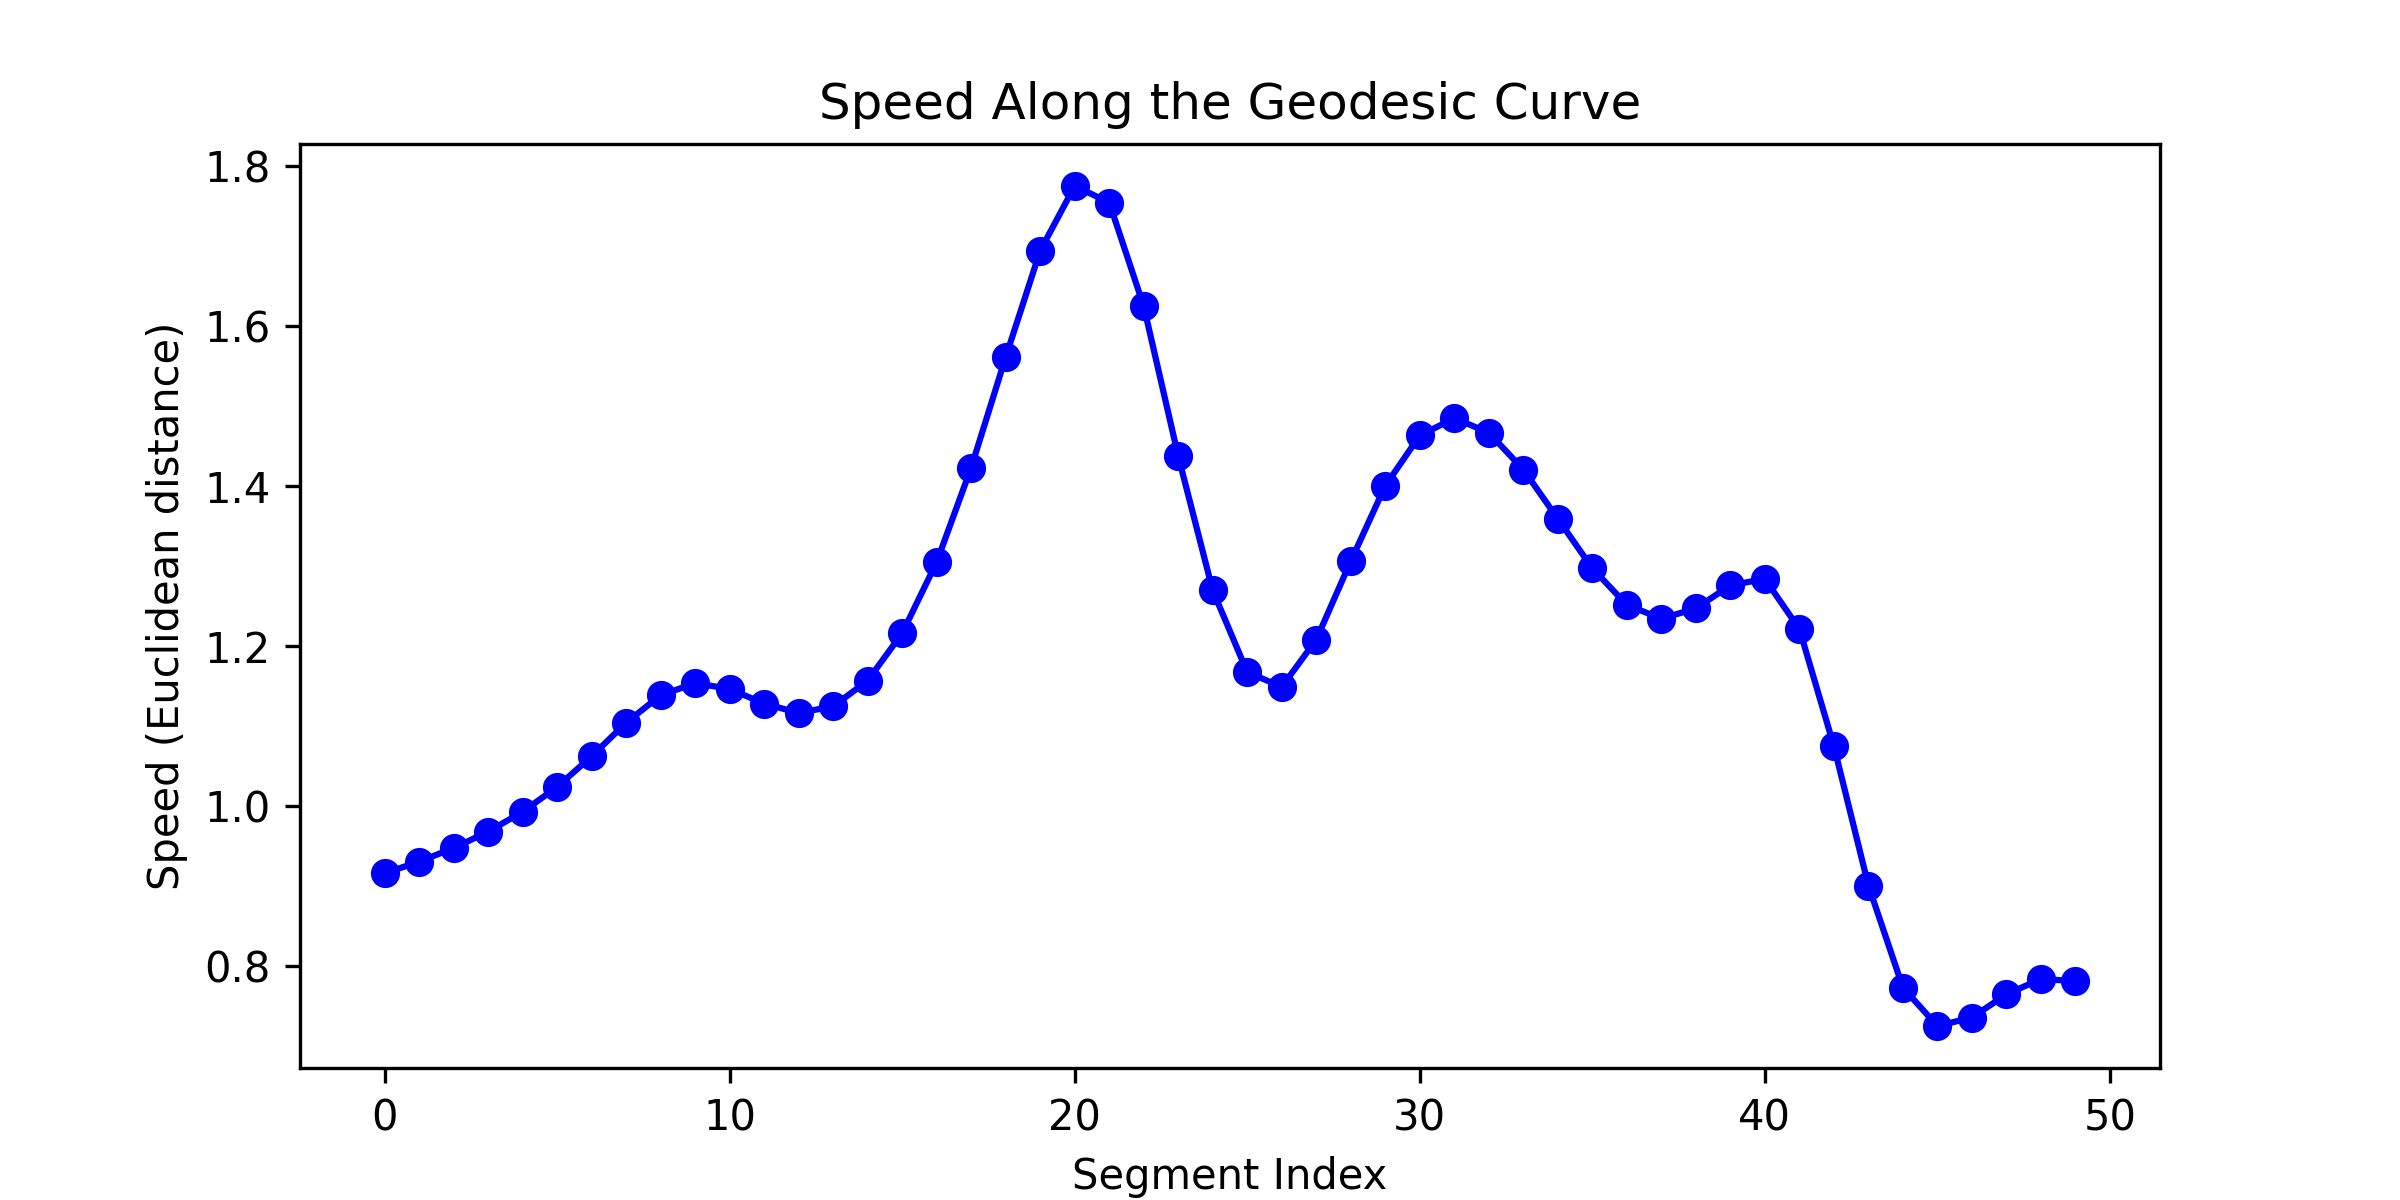 Speed Along the Geodesic Curve
Speed (Euclidean distance)
1.8
1.6
1.4
1.2
1.0
0.8
0 10 20 30 40 50
Segment Index